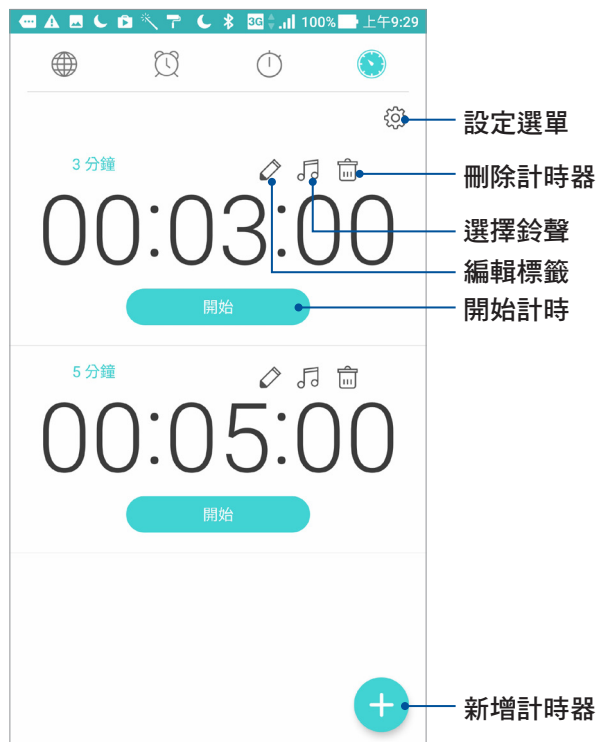 3G 100% 上午9:29
設定選單
3 分鐘
刪除計時器
00:03:00
選擇鈴聲
編輯標籤
開始
開始計時
5 分鐘
00:05:00
開始
新增計時器